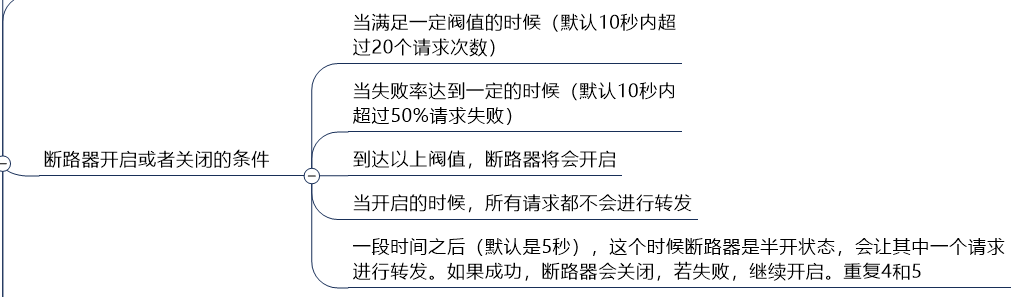 当满足一定阀值的时候（默认10秒内超
过20个请求次数）
当失败率达到一定的时候（默认10秒内
超过50%请求失败）
断路器开启或者关闭的条件
到达以上阀值，断路器将会开启
当开启的时候，所有请求都不会进行转发
一段时间之后（默认是5秒），这个时候断路器是半开状态，会让其中一个请求
进行转发。如果成功，断路器会关闭，若失败，继续开启。重复4和5